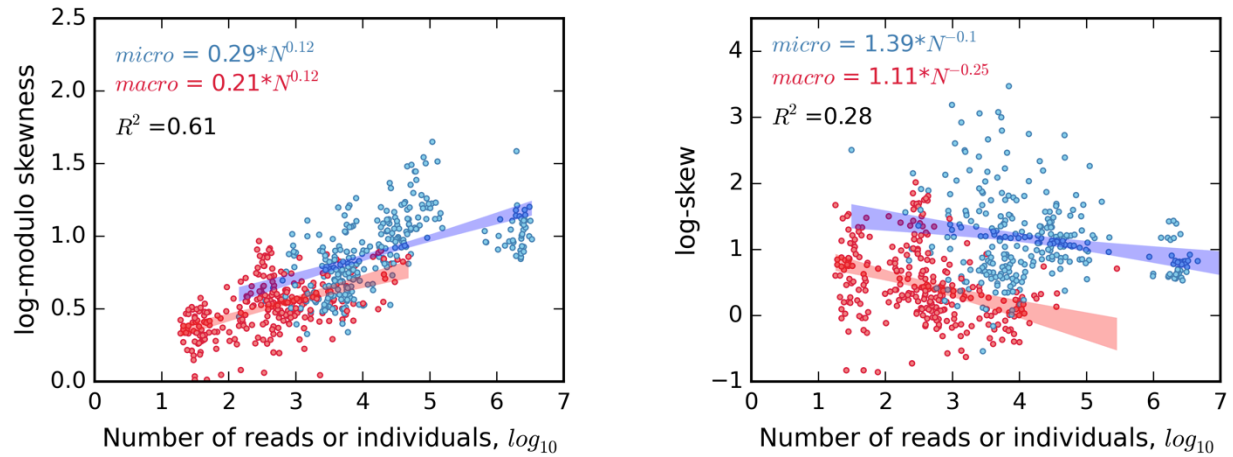 log-modulo skewness
2.5
2.0
1.5
1.0
0.5
0.0
micro = 0.29*N^0.12
macro = 0.21*N^0.12
R^2 =0.61
0 1 2 3 4 5 6 7
Number of reads or individuals, log_10
log-skew
4
3
2
1
0
−1
micro = 1.39*N^−0.1
macro = 1.11*N^−0.25
R^2 =0.28
0 1 2 3 4 5 6 7
Number of reads or individuals, log_10